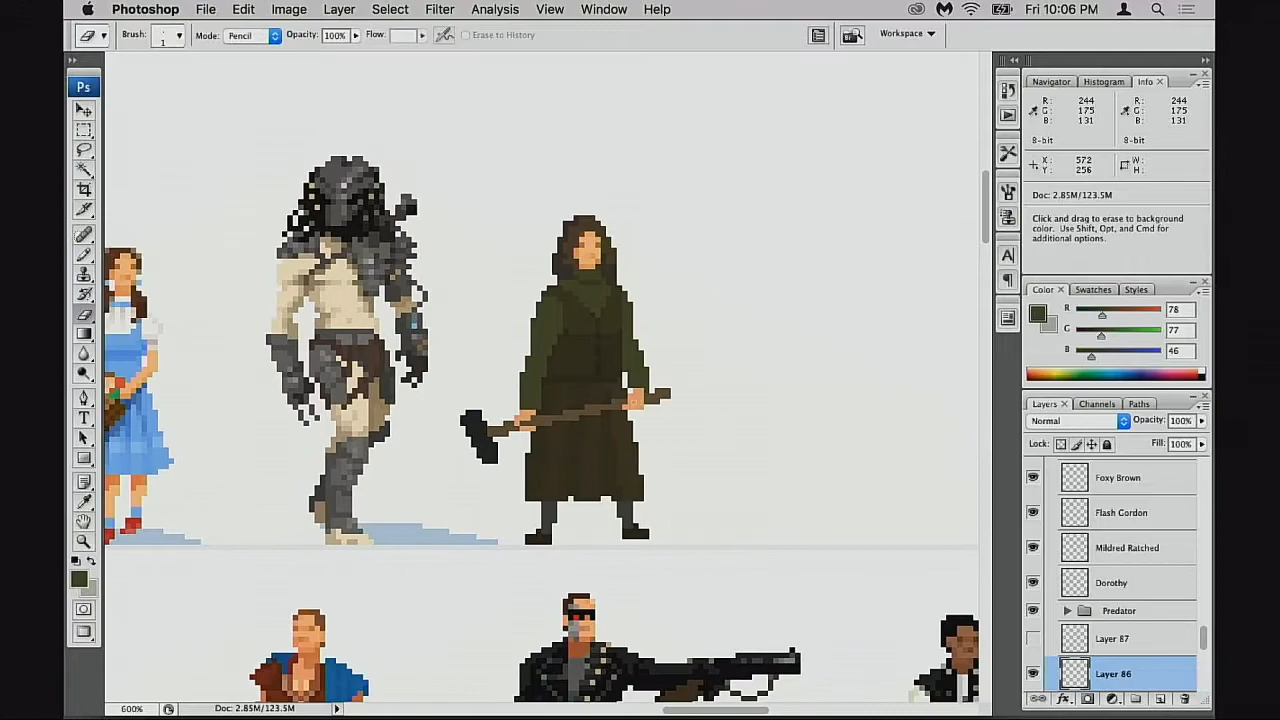 Photoshop File Edit Image Layer Select Filter Analysis View Window Help Fri 10:06 PM
Brush: 1 Mode: Pencil Opacity: 100% Flow: Erase to History Workspace
Ps
Navigator Histogram Info
R: 244 R: 244
G: 175 G: 175
B: 131 B: 131
8-bit 8-bit
X: 572 W:
Y: 256 H:
Doc: 2.85M/123.5M
Click and drag to erase to background
color. Use Shift, Opt, and Cmd for
additional options.
Color Swatches Styles
R 78
G 77
B 46
Layers Channels Paths
Normal Opacity: 100%
Lock: Fill: 100%
Foxy Brown
Flash Gordon
Mildred Ratched
Dorothy
Predator
Layer 87
Layer 86
600% Doc: 2.85M/123.5M